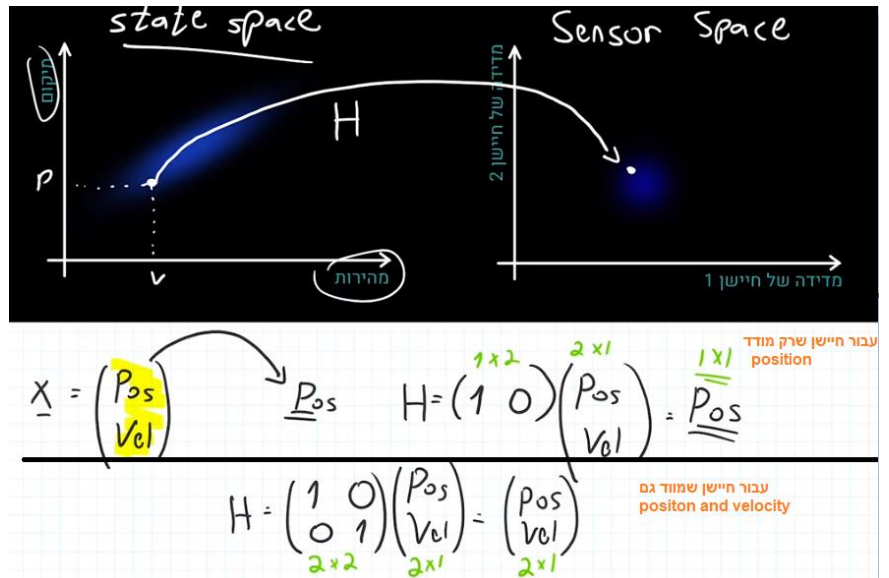 state space
Sensor Space
מיקום
מדידה של חיישן 2
H
P
v
מהירות
מדידה של חיישן 1
עבור חיישן שרק מודד
position
1x2 2x1 1x1
X = (Pos Vel) Pos H = (1 0) (Pos Vel) = Pos
עבור חיישן שמווד גם
positon and velocity
H = (1 0 0 1) (Pos Vel) = (Pos Vel)
2x2 2x1 2x1